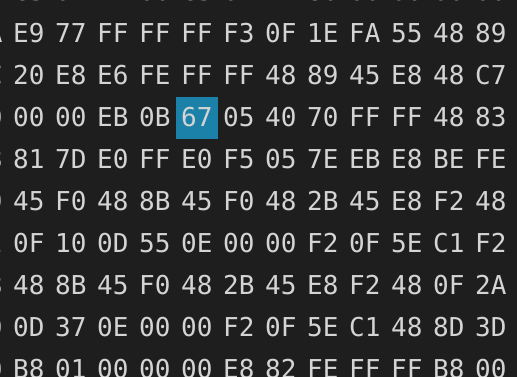 E9 77 FF FF FF F3 0F 1E FA 55 48 89
20 E8 E6 FE FF FF 48 89 45 E8 48 C7
00 00 EB 0B 67 05 40 70 FF FF 48 83
81 7D E0 FF E0 F5 05 7E EB E8 BE FE
45 F0 48 8B 45 F0 48 2B 45 E8 F2 48
0F 10 0D 55 0E 00 00 F2 0F 5E C1 F2
48 8B 45 F0 48 2B 45 E8 F2 48 0F 2A
0D 37 0E 00 00 F2 0F 5E C1 48 8D 3D
B8 01 00 00 00 E8 82 FE FF FF B8 00